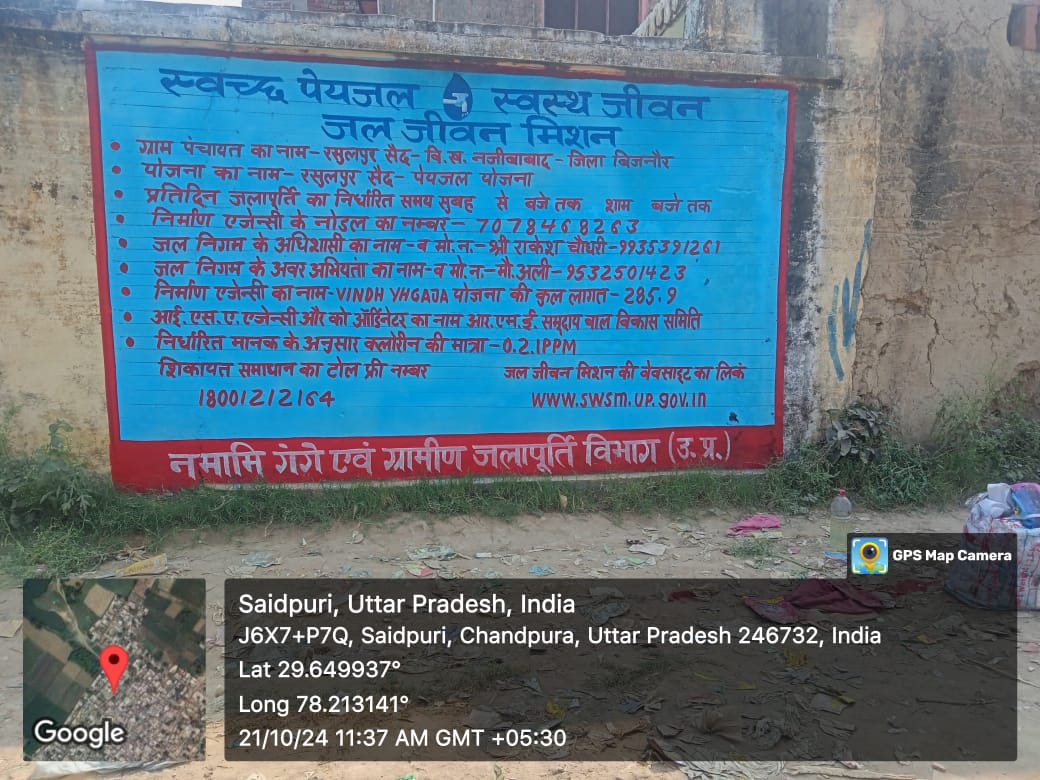 स्वच्छ पेयजल स्वस्थ जीवन
जल जीवन मिशन
• ग्राम पंचायत का नाम - रसुलपुर सैद - वि.ख. नजीबाबाद - जिला बिजनौर
• योजना का नाम - रसुलपुर सैद - पेयजल योजना
• प्रतिदिन जलापूर्ति का निर्धारित समय सुबह से बजे तक शाम बजे तक
• निर्माण एजेन्सी के नोडल का नम्बर - 7078468263
• जल निगम के अधिशासी का नाम - व मो.न. - श्री राकेश चौधरी - 9935391261
• जल निगम के अवर अभियंता का नाम - व मो.न. - मौ. अली - 9532501423
• निर्माण एजेन्सी का नाम - VINDHYHGAJA योजना की कुल लागत - 285.9
• आई.एस.ए. एजेन्सी और को ऑर्डिनेटर का नाम आर.एम.ई. समुदाय बाल विकास समिति
• निर्धारित मानक के अनुसार क्लोरीन की मात्रा - 0.2.1PPM
शिकायत समाधान का टोल फ्री नम्बर जल जीवन मिशन की वेवसाइट का लिकं
18001212164 www.swsm.up.gov.in
नमामि गंगे एवं ग्रामीण जलापूर्ति विभाग (उ.प्र.)
GPS Map Camera
Saidpuri, Uttar Pradesh, India
J6X7+P7Q, Saidpuri, Chandpura, Uttar Pradesh 246732, India
Lat 29.649937°
Long 78.213141°
21/10/24 11:37 AM GMT +05:30
Google